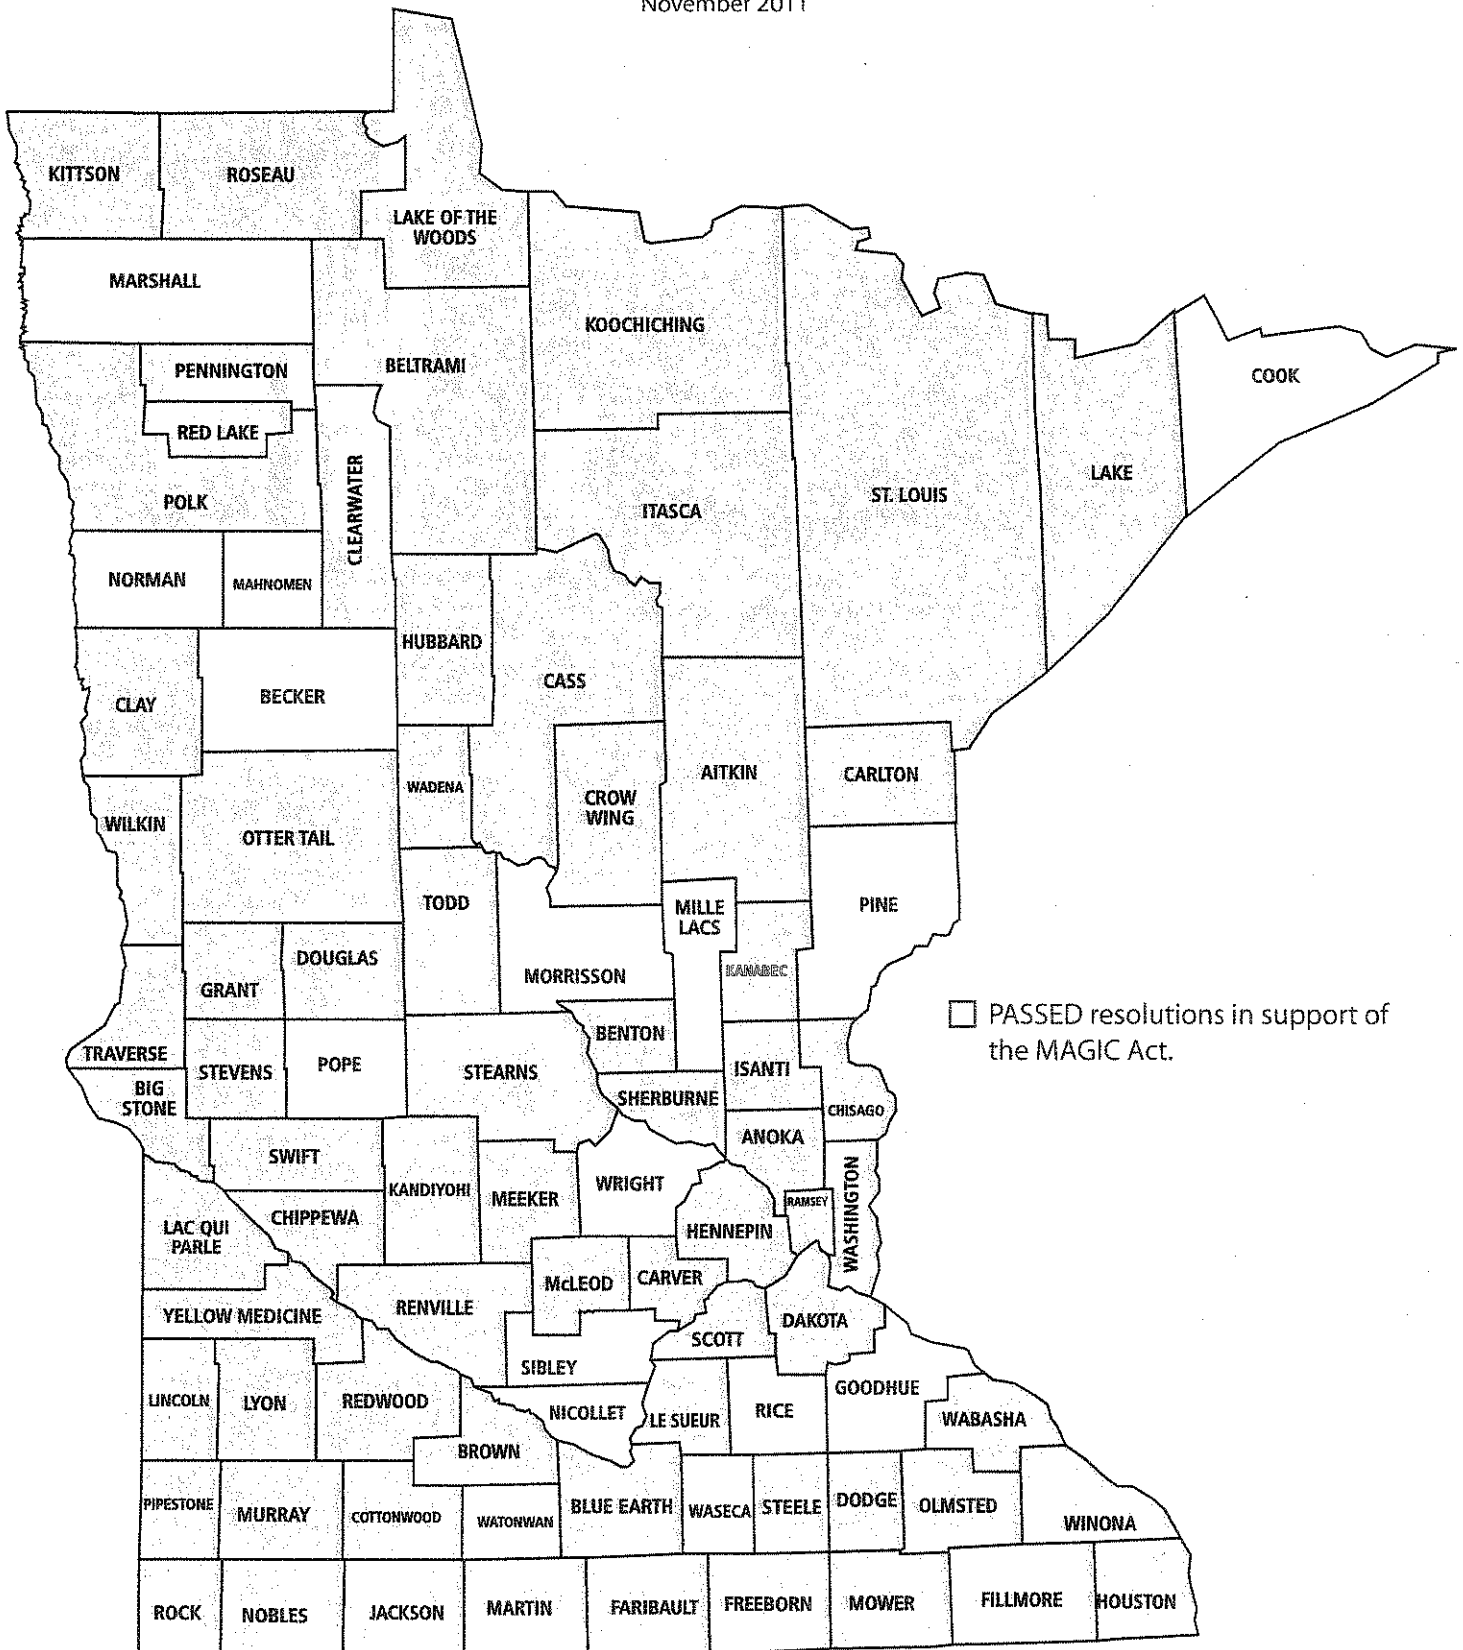 November 2011
KITTSON
ROSEAU
LAKE OF THE
WOODS
MARSHALL
KOOCHICHING
BELTRAMI
PENNINGTON
COOK
RED LAKE
LAKE
ST. LOUIS
POLK
ITASCA
CLEARWATER
NORMAN
MAHNOMEN
HUBBARD
CASS
BECKER
CLAY
AITKIN
CARLTON
WADENA
CROW
WING
WILKIN
OTTER TAIL
TODD
MILLE
LACS
PINE
DOUGLAS
MORRISSON
KANABEC
GRANT
PASSED resolutions in support of
the MAGIC Act.
BENTON
TRAVERSE
STEVENS
POPE
STEARNS
ISANTI
BIG
STONE
SHERBURNE
CHISAGO
ANOKA
SWIFT
KANDIYOHI
MEEKER
WRIGHT
RAMSEY
WASHINGTON
CHIPPEWA
LAC QUI
PARLE
HENNEPIN
McLEOD
CARVER
RENVILLE
YELLOW MEDICINE
DAKOTA
SCOTT
SIBLEY
GOODHUE
LINCOLN
LYON
REDWOOD
NICOLLET
LE SUEUR
RICE
WABASHA
BROWN
PIPESTONE
MURRAY
COTTONWOOD
WATONWAN
BLUE EARTH
WASECA
STEELE
DODGE
OLMSTED
WINONA
ROCK
NOBLES
JACKSON
MARTIN
FARIBAULT
FREEBORN
MOWER
FILLMORE
HOUSTON